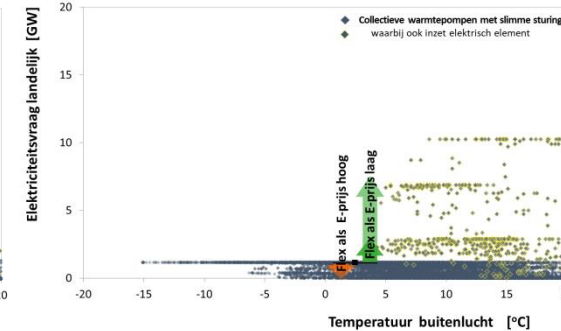 20
Collectieve warmtepompen met slimme sturing
waarbij ook inzet elektrisch element
15
10
5
0
Elektriciteitsvraag landelijk [GW]
Flex als E-prijs hoog
Flex als E-prijs laag
20
-20
-15
-10
-5
0
5
10
15
Temperatuur buitenlucht [°C]